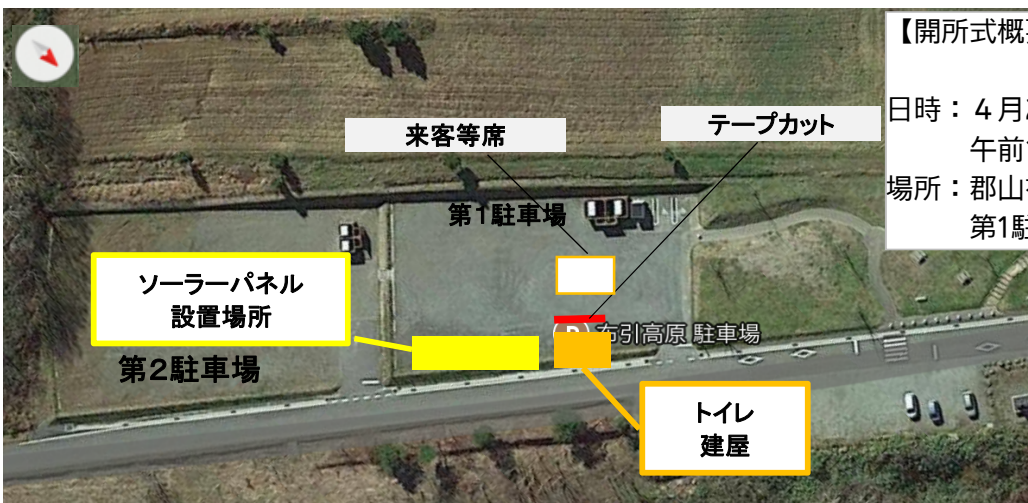 【開所式概
日時：４月
午前
場所：郡山
第1駐
来客等席
テープカット
第1駐車場
ソーラーパネル
設置場所
布引高原 駐車場
第2駐車場
トイレ
建屋